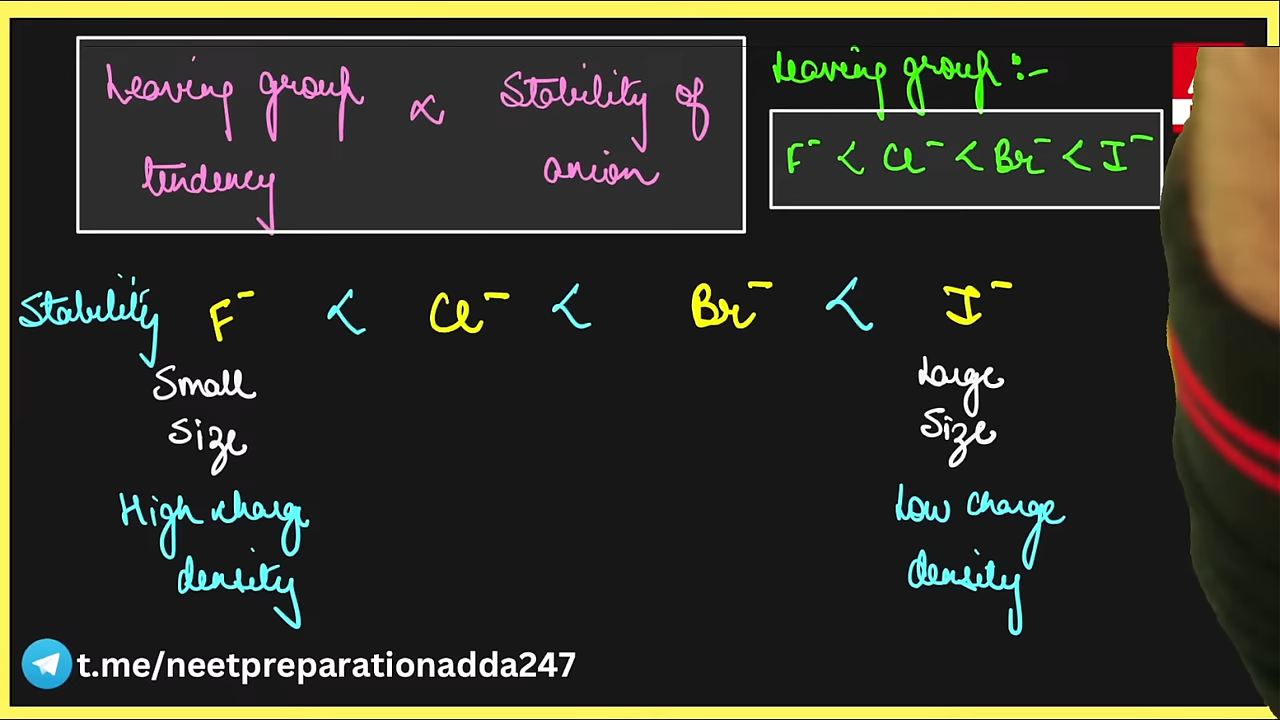 Leaving group ∝ Stability of
tendency anion
Leaving group :-
F⁻ < Cl⁻ < Br⁻ < I⁻
Stability F⁻ < Cl⁻ < Br⁻ < I⁻
Small Large
Size Size
High charge Low charge
density density
t.me/neetpreparationadda247